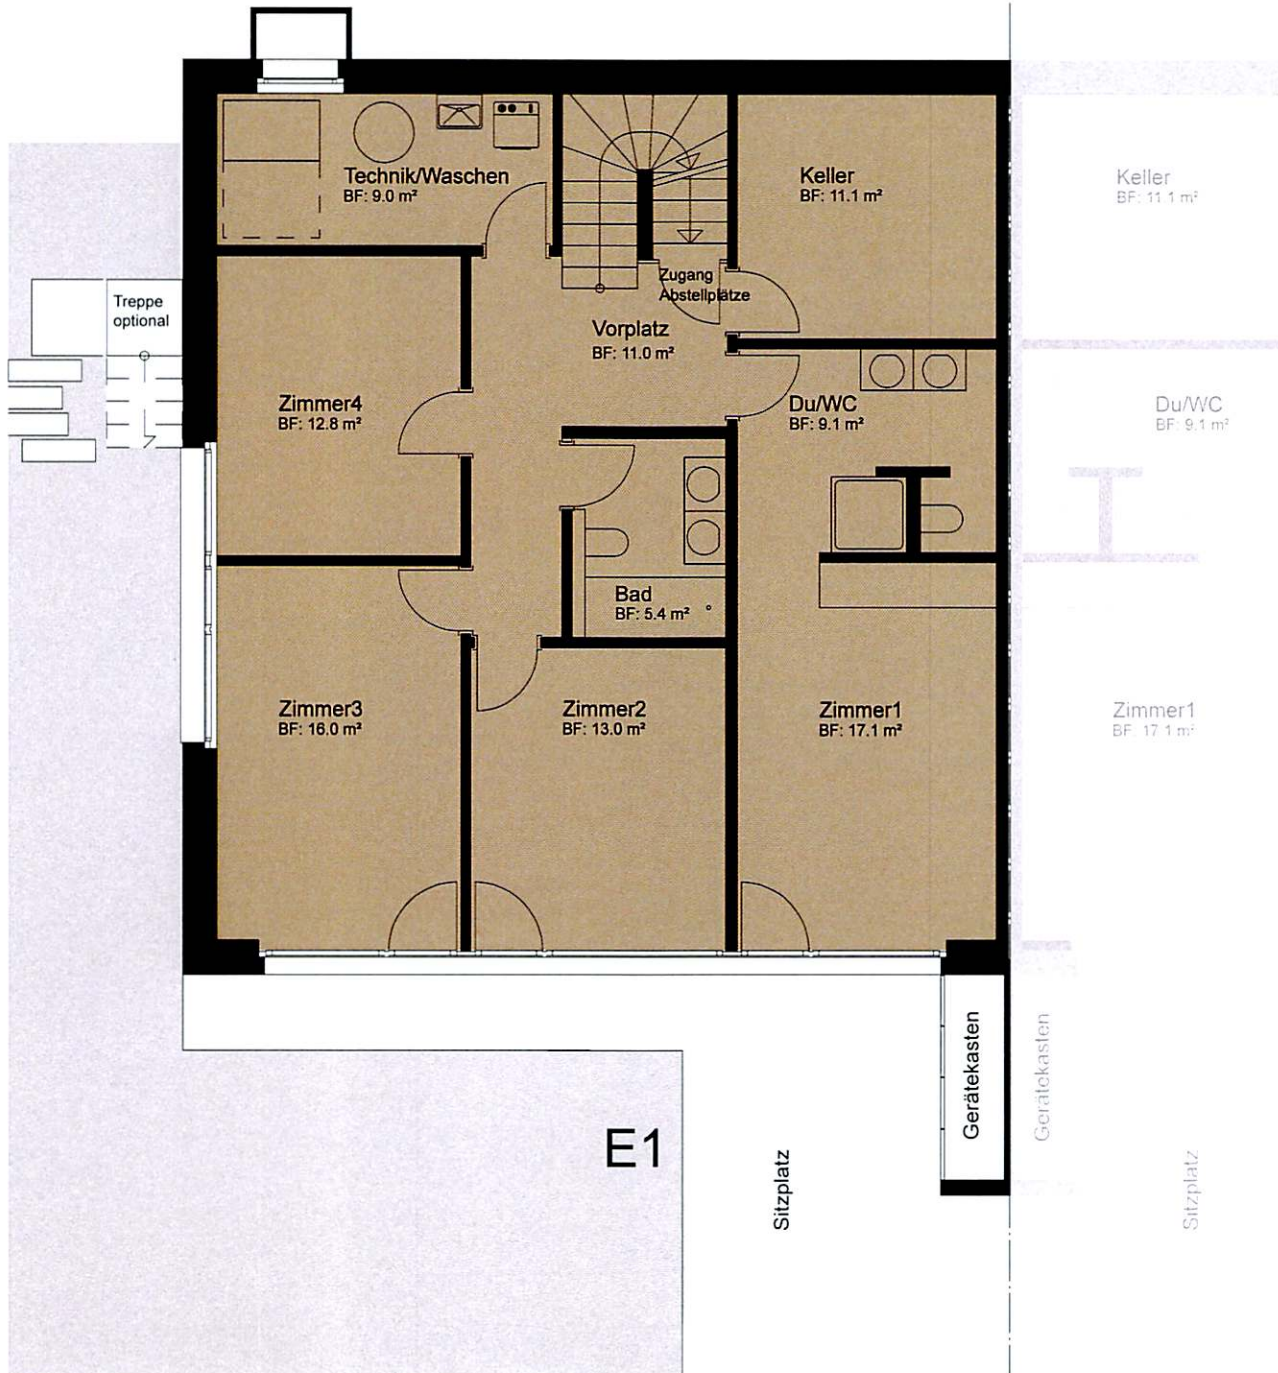 Technik/Waschen
BF: 9.0 m²
Keller
BF: 11.1 m²
Keller
BF: 11.1 m²
Treppe
optional
Zugang
Abstellplätze
Vorplatz
BF: 11.0 m²
Zimmer4
BF: 12.8 m²
Du/WC
BF: 9.1 m²
Du/WC
BF: 9.1 m²
Bad
BF: 5.4 m²
Zimmer3
BF: 16.0 m²
Zimmer2
BF: 13.0 m²
Zimmer1
BF: 17.1 m²
Zimmer1
BF: 17.1 m²
Gerätekasten
Gerätekasten
E1
Sitzplatz
Sitzplatz